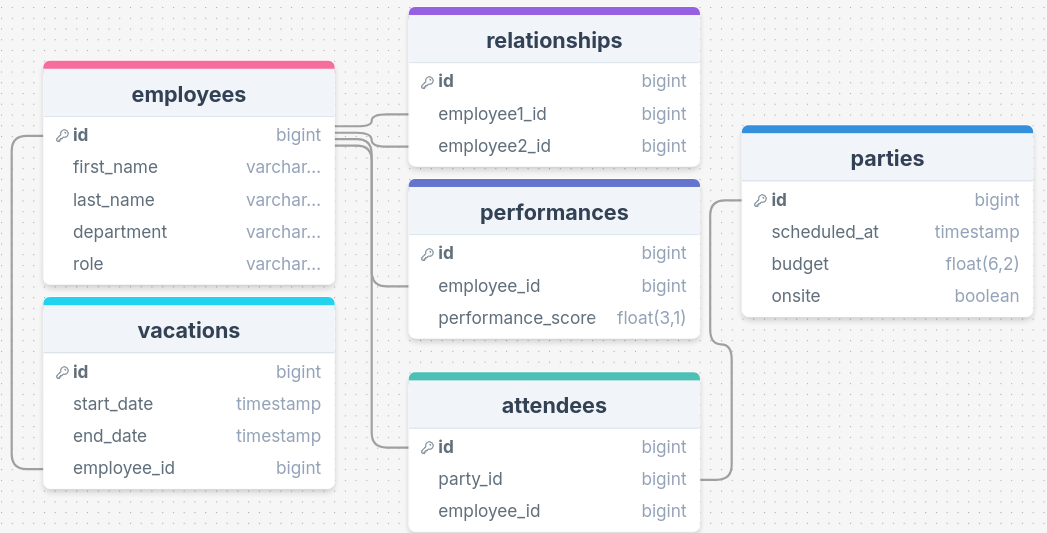 employees
id bigint
first_name varchar...
last_name varchar...
department varchar...
role varchar...
vacations
id bigint
start_date timestamp
end_date timestamp
employee_id bigint
relationships
id bigint
employee1_id bigint
employee2_id bigint
performances
id bigint
employee_id bigint
performance_score float(3,1)
attendees
id bigint
party_id bigint
employee_id bigint
parties
id bigint
scheduled_at timestamp
budget float(6,2)
onsite boolean